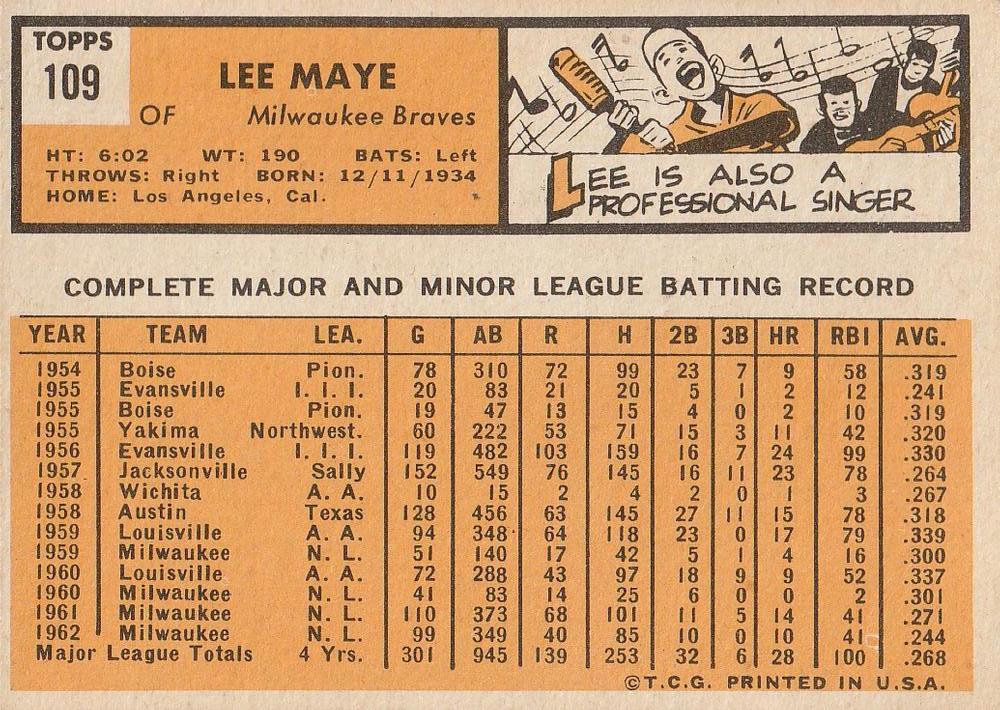 TOPPS
109
LEE MAYE
OF Milwaukee Braves
HT: 6:02 WT: 190 BATS: Left
THROWS: Right BORN: 12/11/1934
HOME: Los Angeles, Cal.
LEE IS ALSO A
PROFESSIONAL SINGER
COMPLETE MAJOR AND MINOR LEAGUE BATTING RECORD
YEAR TEAM LEA. G AB R H 2B 3B HR RBI AVG.
1954 Boise Pion. 78 310 72 99 23 7 9 58 .319
1955 Evansville I. I. I. 20 83 21 20 5 1 2 12 .241
1955 Boise Pion. 19 47 13 15 4 0 2 10 .319
1955 Yakima Northwest. 60 222 53 71 15 3 11 42 .320
1956 Evansville I. I. I. 119 482 103 159 16 7 24 99 .330
1957 Jacksonville Sally 152 549 76 145 16 11 23 78 .264
1958 Wichita A. A. 10 15 2 4 2 0 1 3 .267
1958 Austin Texas 128 456 63 145 27 11 15 78 .318
1959 Louisville A. A. 94 348 64 118 23 0 17 79 .339
1959 Milwaukee N. L. 51 140 17 42 5 1 4 16 .300
1960 Louisville A. A. 72 288 43 97 18 9 9 52 .337
1960 Milwaukee N. L. 41 83 14 25 6 0 0 2 .301
1961 Milwaukee N. L. 110 373 68 101 11 5 14 41 .271
1962 Milwaukee N. L. 99 349 40 85 10 0 10 41 .244
Major League Totals 4 Yrs. 301 945 139 253 32 6 28 100 .268
©T.C.G. PRINTED IN U.S.A.